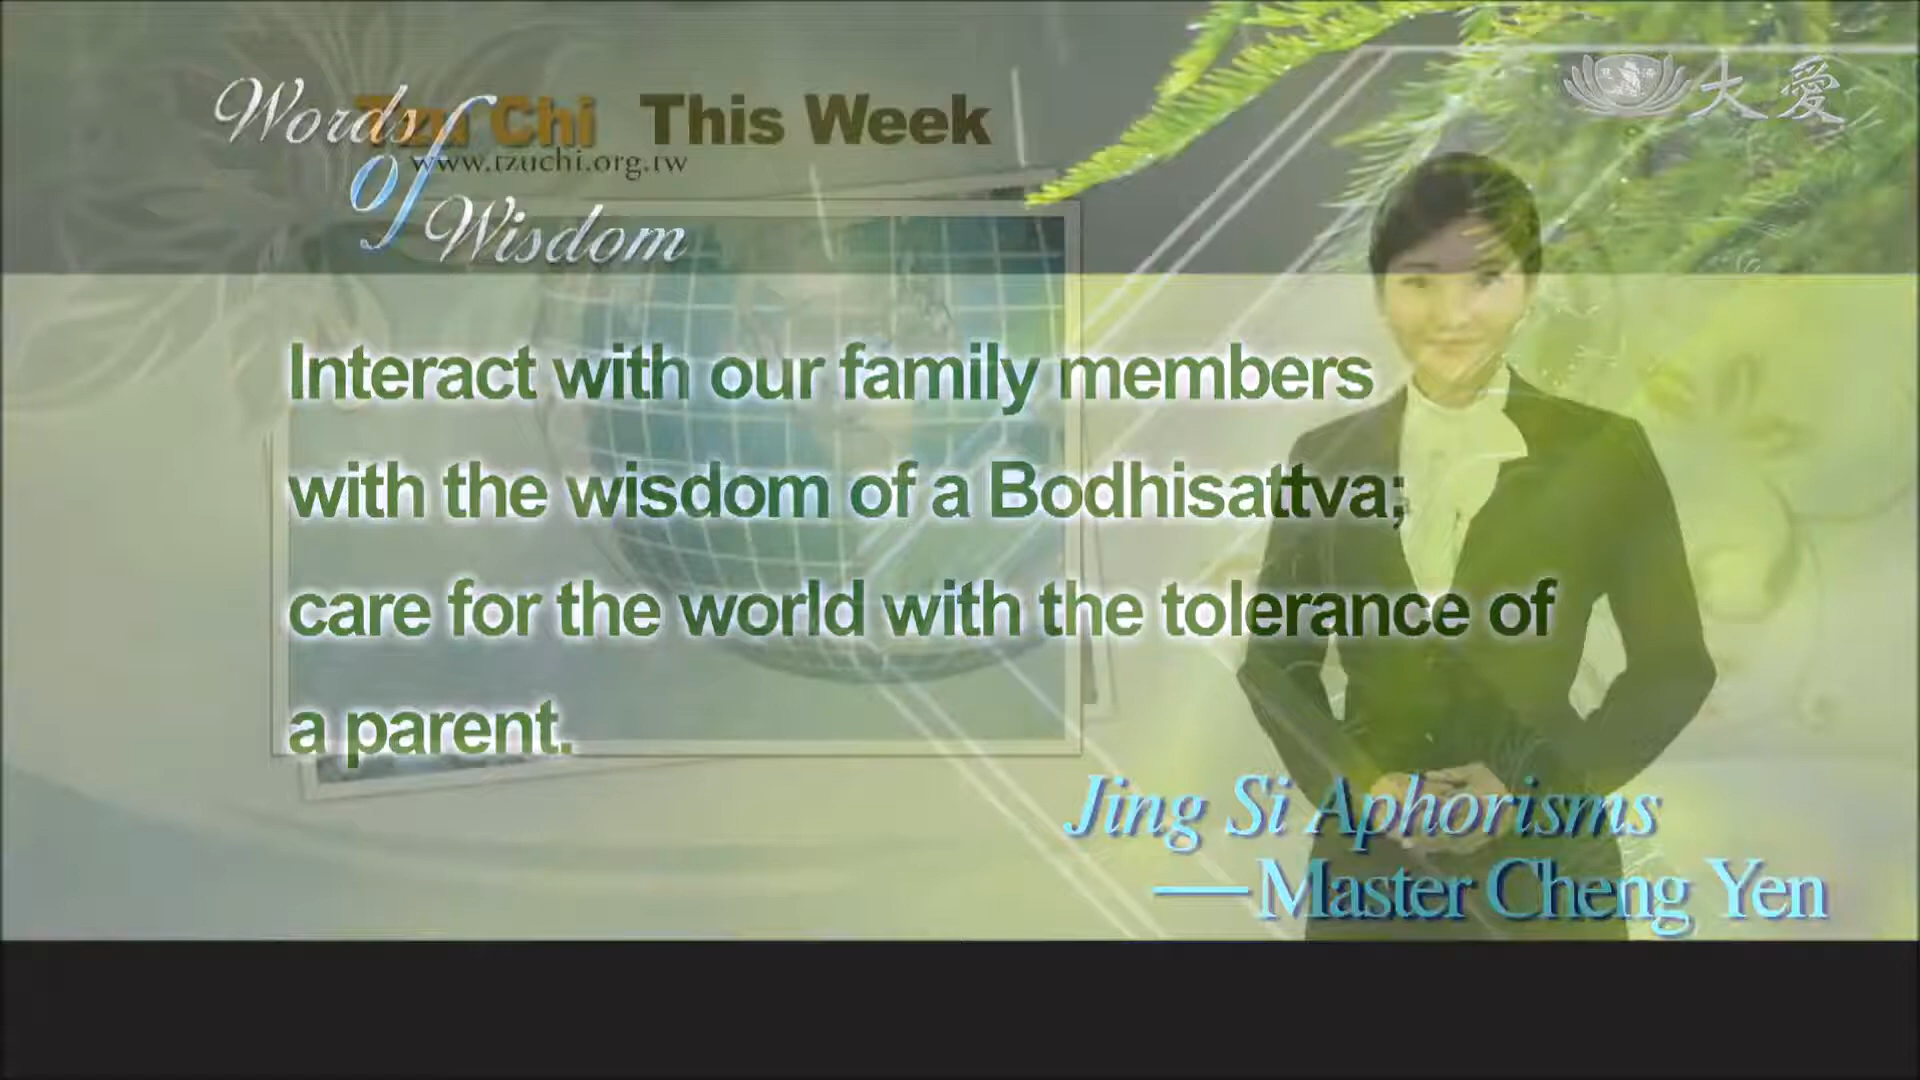 Words of Wisdom
Tzu Chi This Week
www.tzuchi.org.tw
大愛
Interact with our family members
with the wisdom of a Bodhisattva;
care for the world with the tolerance of
a parent.
Jing Si Aphorisms
—Master Cheng Yen